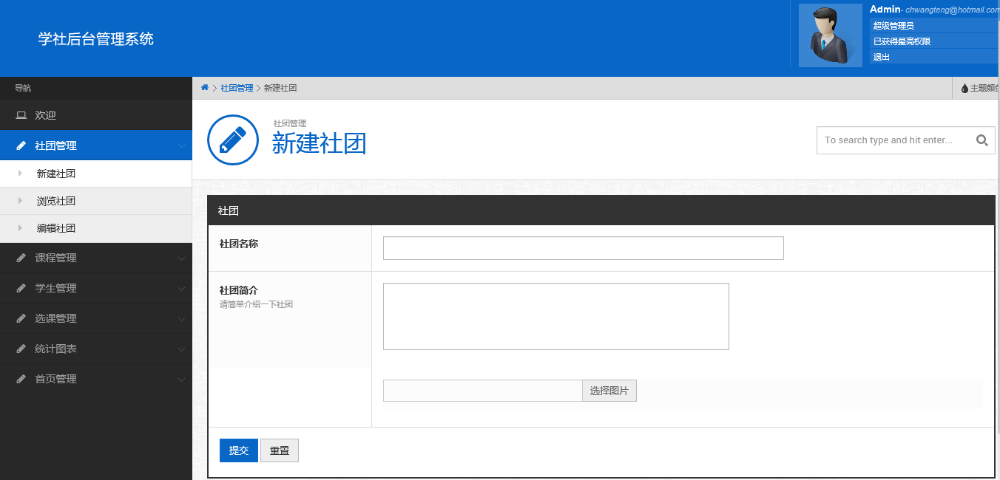 学社后台管理系统
Admin- chwangteng@hotmail.com
超级管理员
已获得最高权限
退出
导航
社团管理 新建社团
主题颜色
欢迎
社团管理
新建社团
浏览社团
编辑社团
课程管理
学生管理
选课管理
统计图表
首页管理
社团管理
新建社团
To search type and hit enter...
社团
社团名称
社团简介
请简单介绍一下社团
选择图片
提交 重置